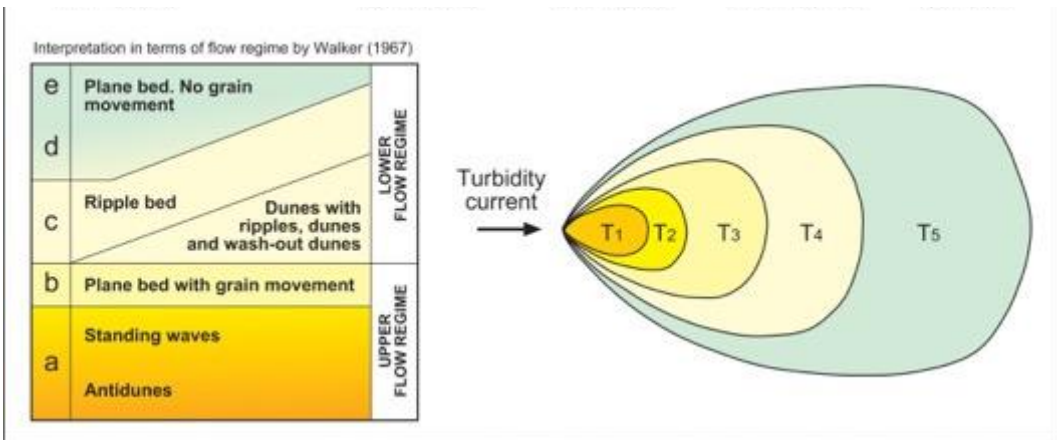 Interpretation in terms of flow regime by Walker (1967)
e
Plane bed. No grain
movement
d
c
Ripple bed
Dunes with
ripples, dunes
and wash-out dunes
LOWER
FLOW REGIME
b
Plane bed with grain movement
a
Standing waves
Antidunes
UPPER
FLOW REGIME
Turbidity
current
T1
T2
T3
T4
T5